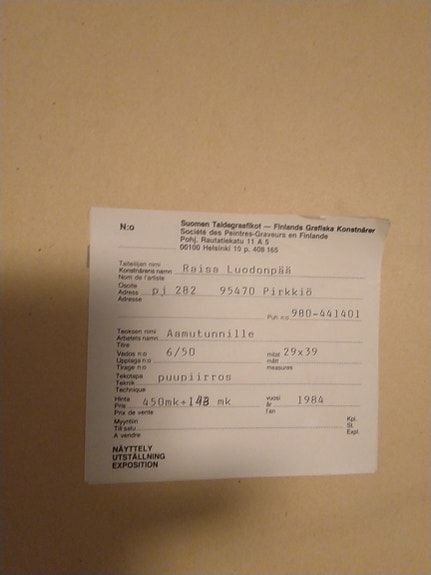 N:o
Suomen Taidegraafikot — Finlands Grafiska Konstnärer
Société des Peintres-Graveurs en Finlande
Pohj. Rautatiekatu 11 A 5
00100 Helsinki 10 p. 408 165
Taiteilijan nimi
Konstnärens namn Raisa Luodonpää
Nom de l'artiste
Osoite
Adress pj 282 95470 Pirkkiö
Adresse
Puh. n:o 980-441401
Teoksen nimi
Arbetets namn Aamutunnille
Titre
Vedos n:o 6/50 mitat 29x39
Upplaga n:o mått
Tirage n:o measures
Tekotapa puupiirros
Teknik
Technique
Hinta vuosi
Pris 450mk+143 mk år 1984
Prix de vente l'an
Myyntiin Kpl.
Till salu St.
A vendre Expl.
NÄYTTELY
UTSTÄLLNING
EXPOSITION